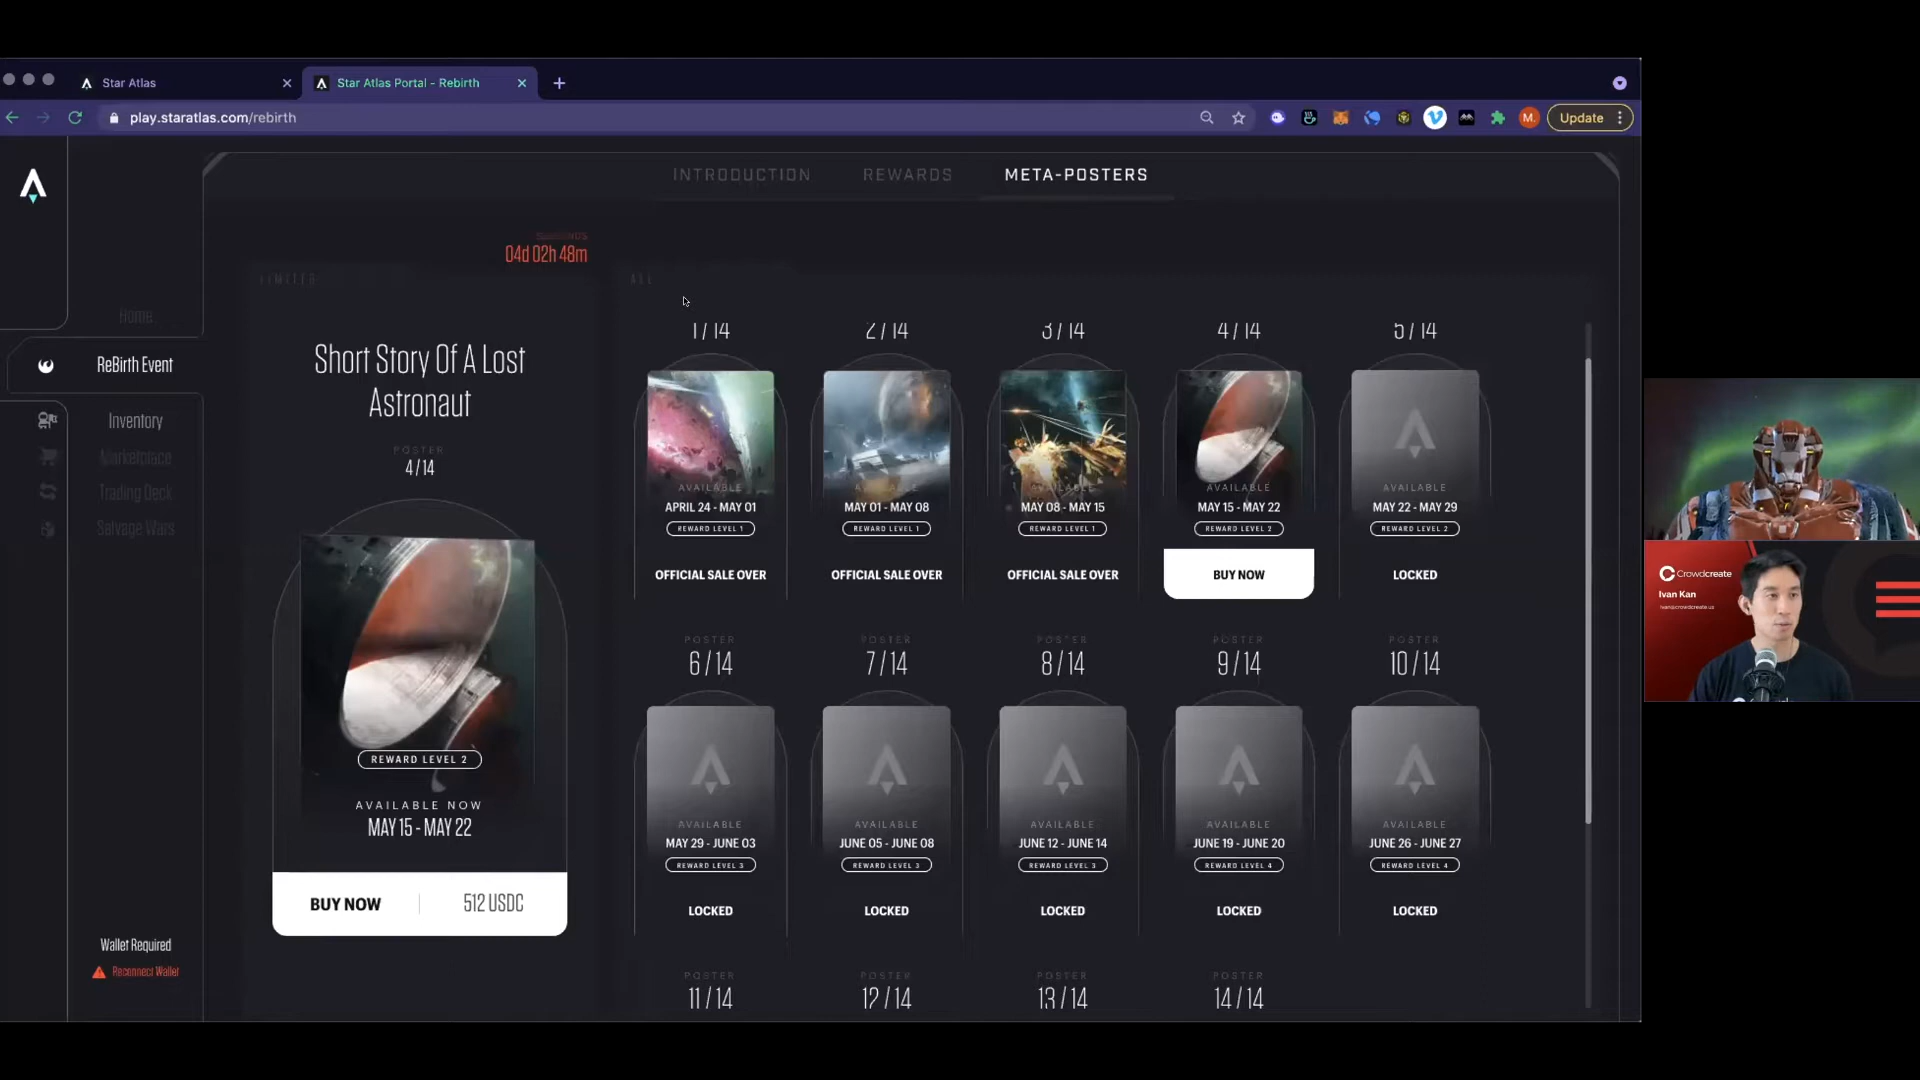 Star Atlas
Star Atlas Portal - Rebirth
play.staratlas.com/rebirth
M.
Update
INTRODUCTION
REWARDS
META-POSTERS
04d 02h 48m
LIMITED
ALL
Home
ReBirth Event
Inventory
Marketplace
Trading Deck
Salvage Wars
Wallet Required
Reconnect Wallet
Short Story Of A Lost
Astronaut
POSTER
4/14
REWARD LEVEL 2
AVAILABLE NOW
MAY 15 - MAY 22
BUY NOW
512 USDC
1/14
2/14
3/14
4/14
5/14
AVAILABLE
AVAILABLE
AVAILABLE
AVAILABLE
AVAILABLE
APRIL 24 - MAY 01
MAY 01 - MAY 08
MAY 08 - MAY 15
MAY 15 - MAY 22
MAY 22 - MAY 29
REWARD LEVEL 1
REWARD LEVEL 1
REWARD LEVEL 1
REWARD LEVEL 2
REWARD LEVEL 2
OFFICIAL SALE OVER
OFFICIAL SALE OVER
OFFICIAL SALE OVER
BUY NOW
LOCKED
POSTER
POSTER
POSTER
POSTER
POSTER
6/14
7/14
8/14
9/14
10/14
AVAILABLE
AVAILABLE
AVAILABLE
AVAILABLE
AVAILABLE
MAY 29 - JUNE 03
JUNE 05 - JUNE 08
JUNE 12 - JUNE 14
JUNE 19 - JUNE 20
JUNE 26 - JUNE 27
REWARD LEVEL 3
REWARD LEVEL 3
REWARD LEVEL 3
REWARD LEVEL 4
REWARD LEVEL 4
LOCKED
LOCKED
LOCKED
LOCKED
LOCKED
POSTER
POSTER
POSTER
POSTER
11/14
12/14
13/14
14/14
Crowdcreate
Ivan Kan
ivan@crowdcreate.us